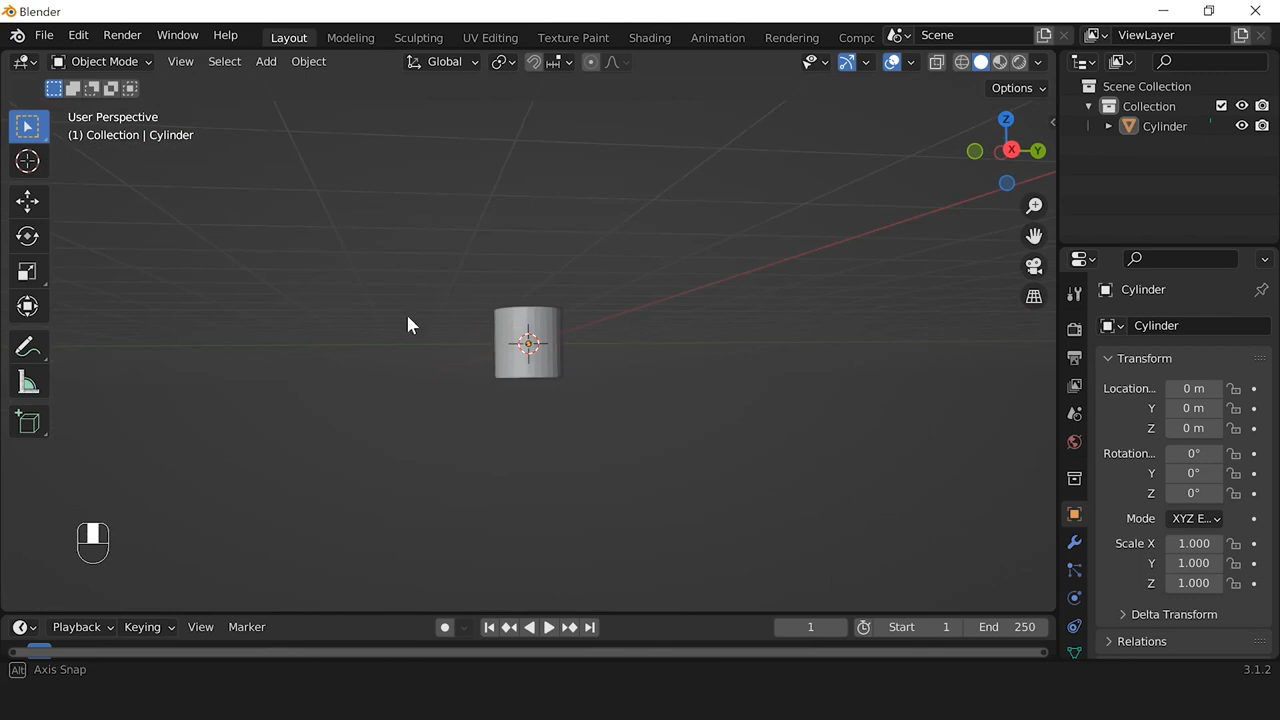 Blender
File Edit Render Window Help Layout Modeling Sculpting UV Editing Texture Paint Shading Animation Rendering Compc Scene ViewLayer
Object Mode View Select Add Object Global
Options
User Perspective
(1) Collection | Cylinder
Z
X
Y
Scene Collection
Collection
Cylinder
Cylinder
Cylinder
Transform
Location... 0 m
Y 0 m
Z 0 m
Rotation... 0°
Y 0°
Z 0°
Mode XYZ E...
Scale X 1.000
Y 1.000
Z 1.000
Delta Transform
Relations
Playback Keying View Marker 1 Start 1 End 250
Alt Axis Snap 3.1.2